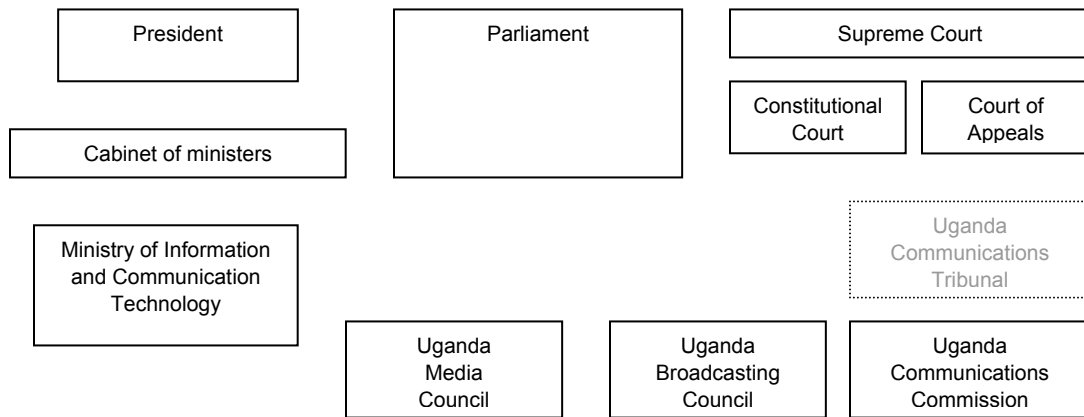 President
Parliament
Supreme Court
Constitutional
Court
Court of
Appeals
Cabinet of ministers
Uganda
Communications
Tribunal
Ministry of Information
and Communication
Technology
Uganda
Media
Council
Uganda
Broadcasting
Council
Uganda
Communications
Commission